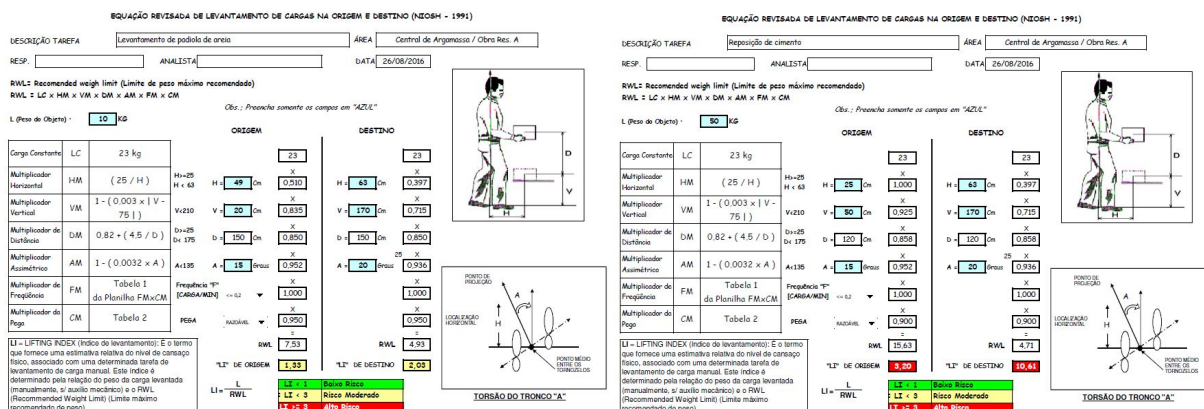 EQUAÇÃO REVISADA DE LEVANTAMENTO DE CARGAS NA ORIGEM E DESTINO (NIOSH - 1991)
DESCRIÇÃO TAREFA Levantamento de padiola de areia ÁREA Central de Argamassa / Obra Res. A
RESP. ANALISTA DATA 26/08/2016
RWL= Recomended weigh limit (Limite de peso máximo recomendado)
RWL = LC x HM x VM x DM x AM x FM x CM
Obs.; Preencha somente os campos em "AZUL"
L (Peso do Objeto) - 10 KG
ORIGEM DESTINO
Carga Constante LC 23 kg 23 23
Multiplicador Horizontal HM ( 25 / H ) H>=25 H < 63 H = 49 Cm X 0,510 H = 63 Cm X 0,397
Multiplicador Vertical VM 1 - ( 0,003 x | V - 75 | ) V<210 V = 20 Cm X 0,835 V = 170 Cm X 0,715
Multiplicador de Distância DM 0,82 + ( 4,5 / D ) D>=25 D< 175 D = 150 Cm X 0,850 D = 150 Cm X 0,850
Multiplicador Assimétrico AM 1 - ( 0,0032 x A ) A<135 A = 15 Graus X 0,952 A = 20 Graus 25 X 0,936
Multiplicador de Freqüência FM Tabela 1 da Planilha FMxCM Frequência "F" [CARGA/MIN] <= 0,2 X 1,000 X 1,000
Multiplicador da Pega CM Tabela 2 PEGA RAZOÁVEL X 0,950 X 0,950
= =
RWL 7,53 RWL 4,93
"LI" DE ORIGEM 1,33 "LI" DE DESTINO 2,03
LI – LIFTING INDEX (Índice de levantamento): É o termo
que fornece uma estimativa relativa do nível de cansaço
físico, associado com uma determinada tarefa de
levantamento de carga manual. Este índice é
determinado pela relação do peso da carga levantada
(manualmente, s/ auxílio mecânico) e o RWL
(Recommended Weight Limit) (Limite máximo
recomendado de peso)
LI = L / RWL
LI < 1 Baixo Risco
: LI < 3 Risco Moderado
LI >= 3 Alto Risco
D
V
H
PONTO DE PROJEÇÃO
A
LOCALIZAÇÃO HORIZONTAL
H
PONTO MÉDIO ENTRE OS TORNOZELOS
TORSÃO DO TRONCO "A"
EQUAÇÃO REVISADA DE LEVANTAMENTO DE CARGAS NA ORIGEM E DESTINO (NIOSH - 1991)
DESCRIÇÃO TAREFA Reposição de cimento ÁREA Central de Argamassa / Obra Res. A
RESP. ANALISTA DATA 26/08/2016
RWL= Recomended weigh limit (Limite de peso máximo recomendado)
RWL = LC x HM x VM x DM x AM x FM x CM
Obs.; Preencha somente os campos em "AZUL"
L (Peso do Objeto) - 50 KG
ORIGEM DESTINO
Carga Constante LC 23 kg 23 23
Multiplicador Horizontal HM ( 25 / H ) H>=25 H < 63 H = 25 Cm X 1,000 H = 63 Cm X 0,397
Multiplicador Vertical VM 1 - ( 0,003 x | V - 75 | ) V<210 V = 50 Cm X 0,925 V = 170 Cm X 0,715
Multiplicador de Distância DM 0,82 + ( 4,5 / D ) D>=25 D< 175 D = 120 Cm X 0,858 D = 120 Cm X 0,858
Multiplicador Assimétrico AM 1 - ( 0,0032 x A ) A<135 A = 15 Graus X 0,952 A = 20 Graus 25 X 0,936
Multiplicador de Freqüência FM Tabela 1 da Planilha FMxCM Frequência "F" [CARGA/MIN] <= 0,2 X 1,000 X 1,000
Multiplicador da Pega CM Tabela 2 PEGA RAZOÁVEL X 0,900 X 0,900
= =
RWL 15,63 RWL 4,71
"LI" DE ORIGEM 3,20 "LI" DE DESTINO 10,61
LI – LIFTING INDEX (Índice de levantamento): É o termo
que fornece uma estimativa relativa do nível de cansaço
físico, associado com uma determinada tarefa de
levantamento de carga manual. Este índice é
determinado pela relação do peso da carga levantada
(manualmente, s/ auxílio mecânico) e o RWL
(Recommended Weight Limit) (Limite máximo
recomendado de peso)
LI = L / RWL
LI < 1 Baixo Risco
: LI < 3 Risco Moderado
LI >= 3 Alto Risco
D
V
H
PONTO DE PROJEÇÃO
A
LOCALIZAÇÃO HORIZONTAL
H
PONTO MÉDIO ENTRE OS TORNOZELOS
TORSÃO DO TRONCO "A"